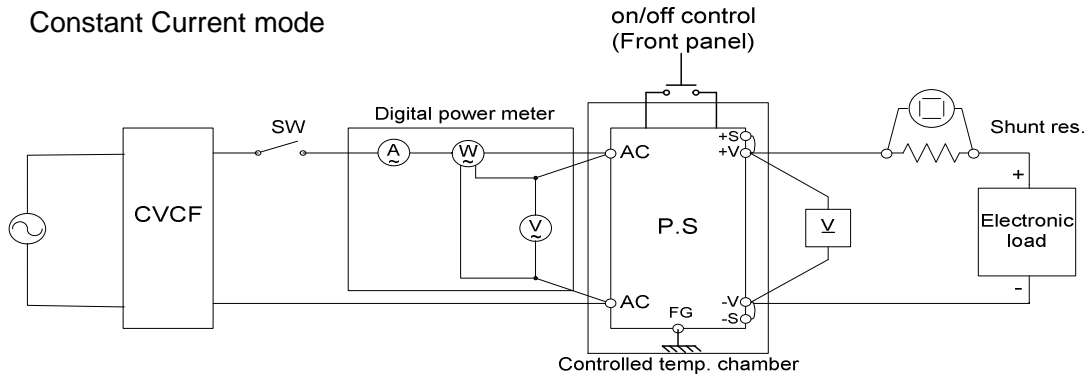 Constant Current mode
on/off control
(Front panel)
Digital power meter
SW
A
W
V
CVCF
AC
AC
P.S
+S
+V
-V
-S
FG
V
Shunt res.
+
Electronic
load
-
Controlled temp. chamber